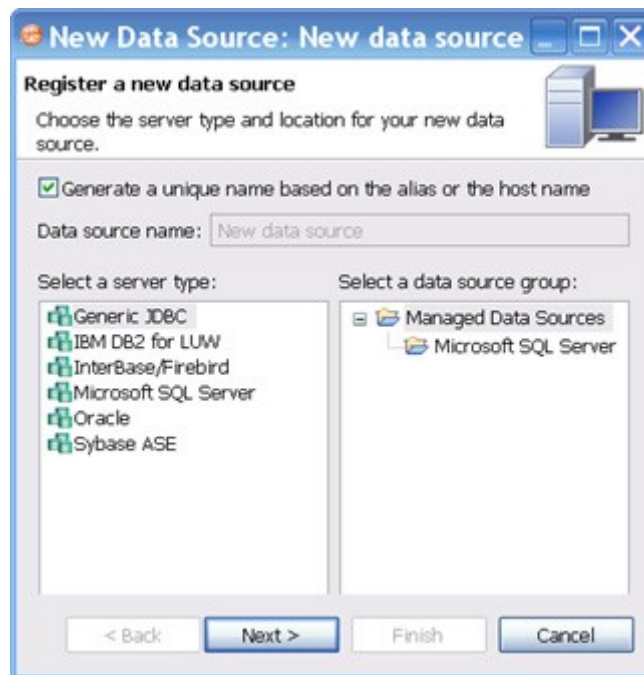 New Data Source: New data source
Register a new data source
Choose the server type and location for your new data
source.
Generate a unique name based on the alias or the host name
Data source name: New data source
Select a server type:
Generic JDBC
IBM DB2 for LUW
InterBase/Firebird
Microsoft SQL Server
Oracle
Sybase ASE
Select a data source group:
Managed Data Sources
Microsoft SQL Server
< Back
Next >
Finish
Cancel